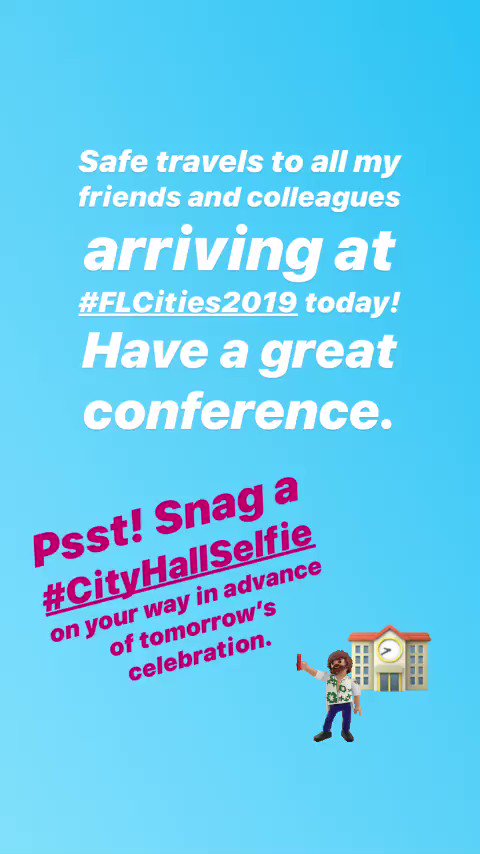 Safe travels to all my
friends and colleagues
arriving at
#FLCities2019 today!
Have a great
conference.
Psst! Snag a
#CityHallSelfie
on your way in advance
of tomorrow's
celebration.